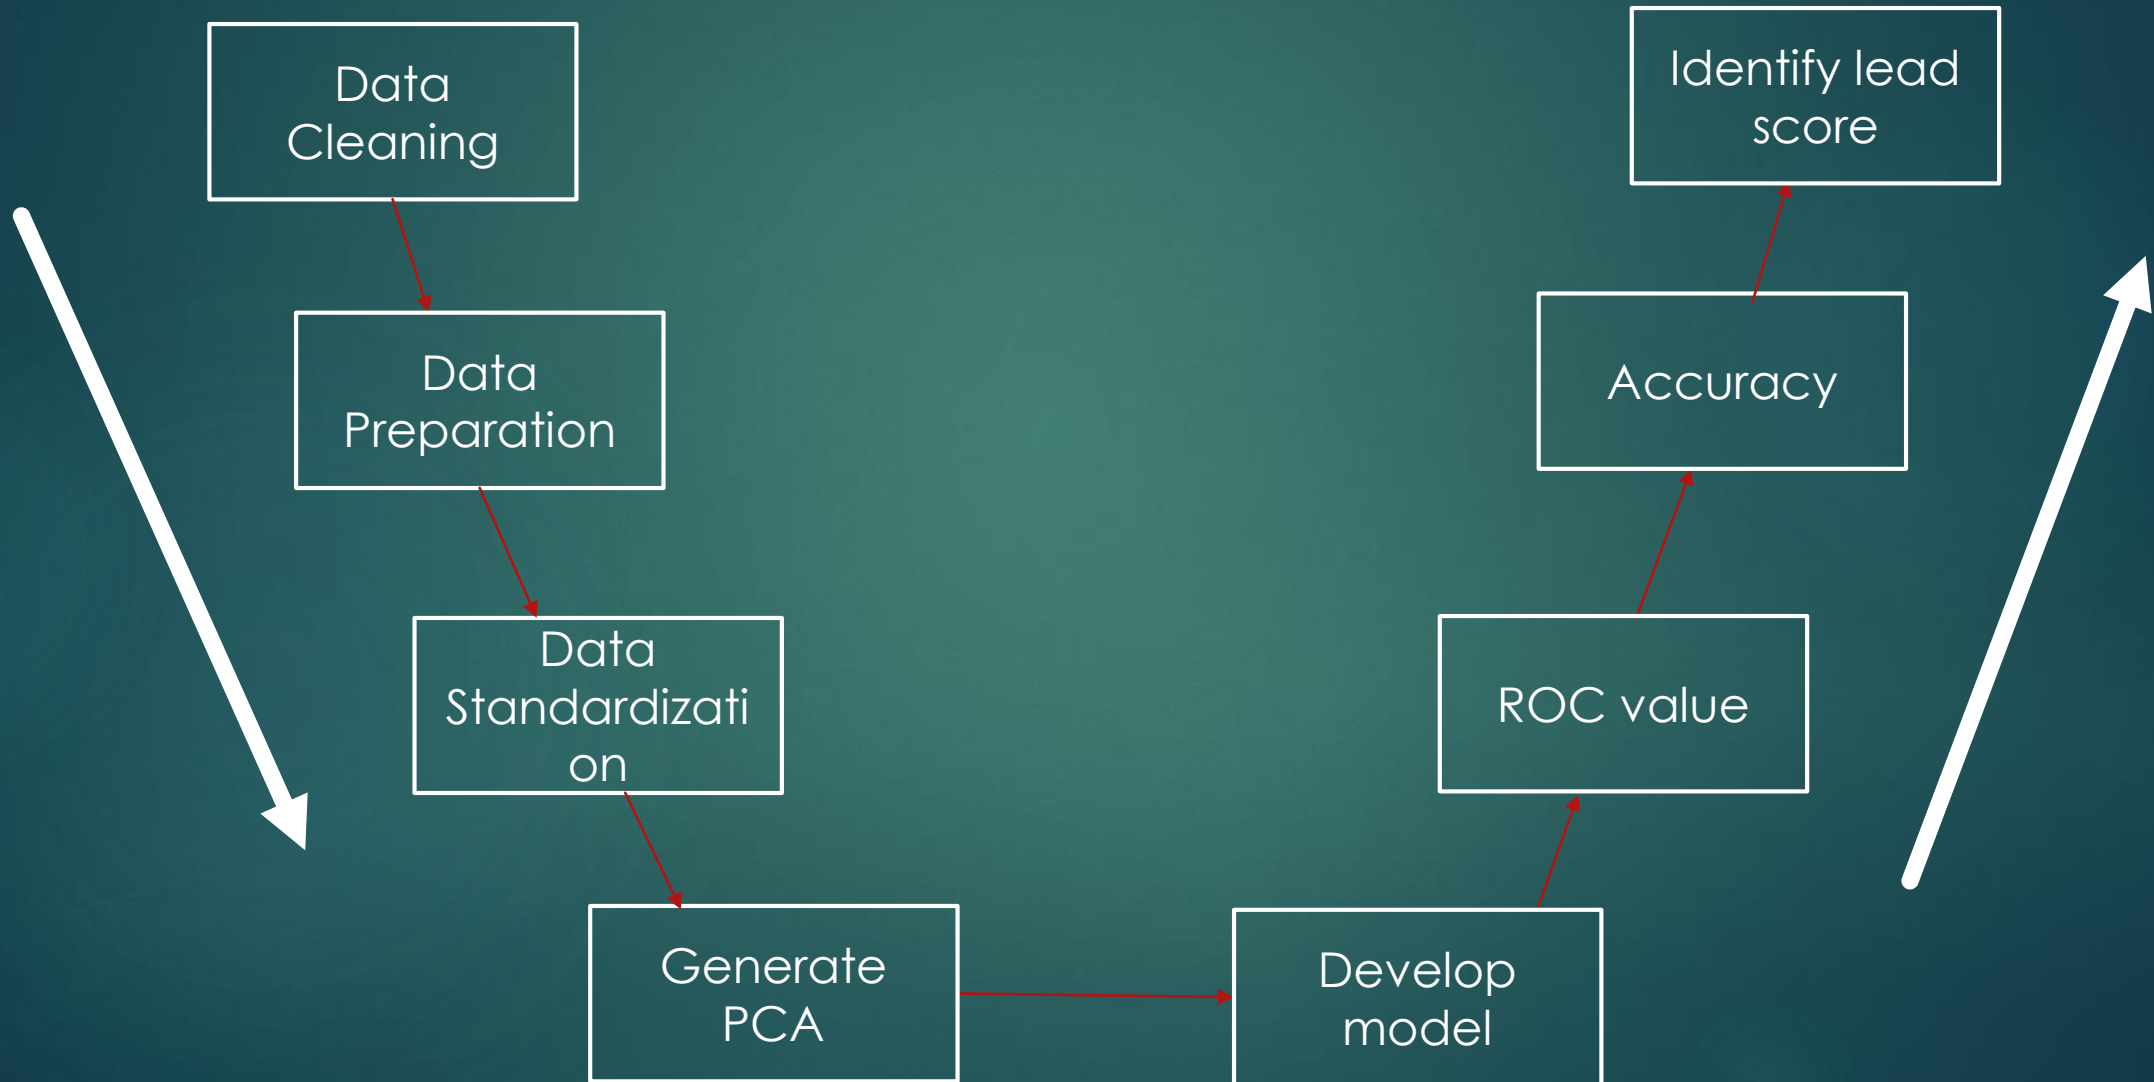 Data
Cleaning
Data
Preparation
Data
Standardizati
on
Generate
PCA
Develop
model
ROC value
Accuracy
Identify lead
score